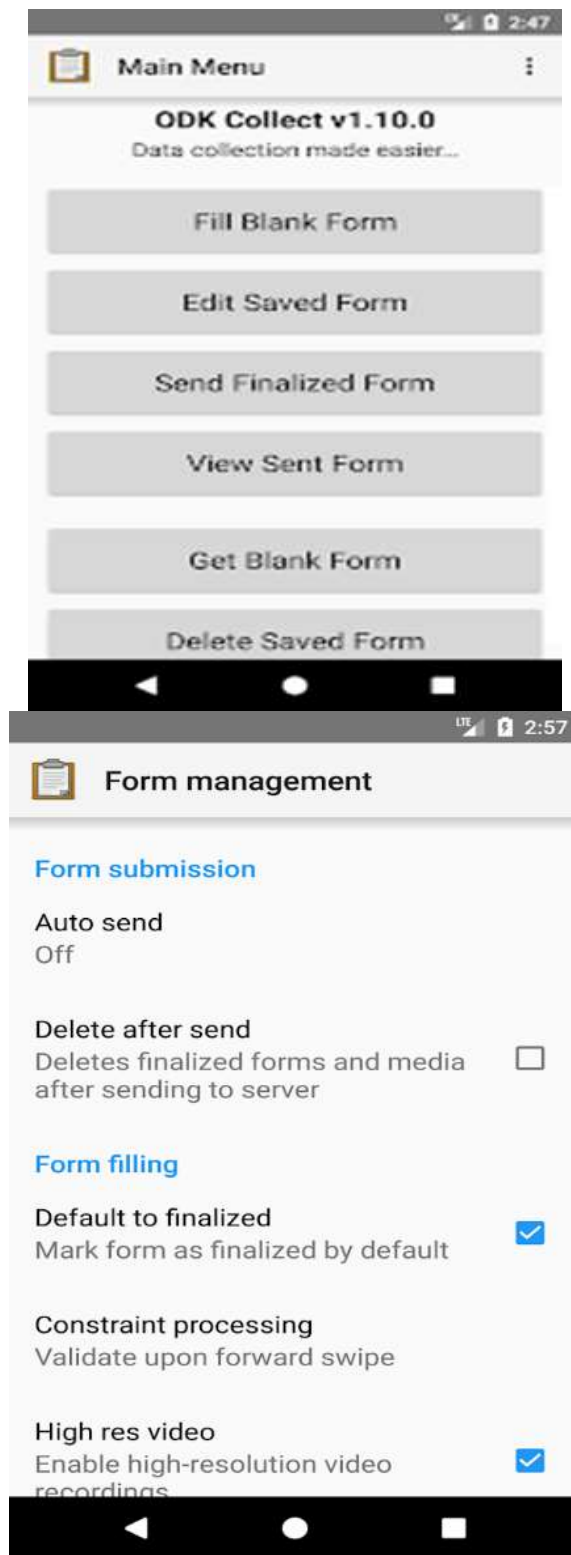 2:47
Main Menu
ODK Collect v1.10.0
Data collection made easier...
Fill Blank Form
Edit Saved Form
Send Finalized Form
View Sent Form
Get Blank Form
Delete Saved Form
LTE 2:57
Form management
Form submission
Auto send
Off
Delete after send
Deletes finalized forms and media
after sending to server
Form filling
Default to finalized
Mark form as finalized by default
Constraint processing
Validate upon forward swipe
High res video
Enable high-resolution video
recordings